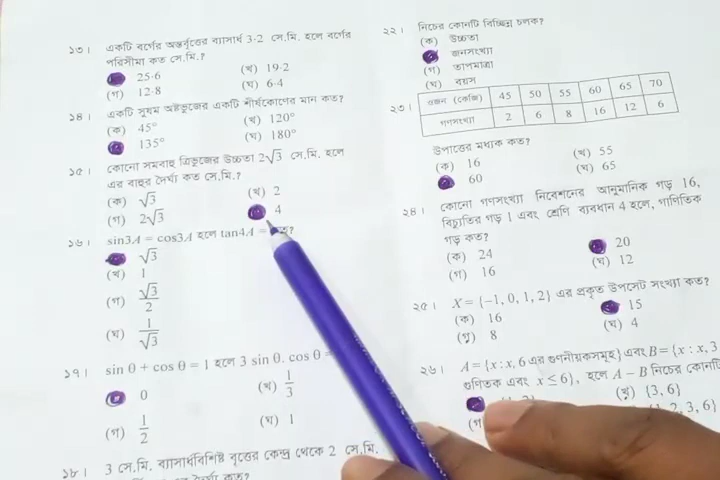 ১৩। একটি বর্গের অন্তর্বৃত্তের ব্যাসার্ধ 3·2 সে.মি. হলে বর্গের
পরিসীমা কত সে.মি.?
25·6 (খ) 19·2
(গ) 12·8 (ঘ) 6·4
১৪। একটি সুষম অষ্টভুজের একটি শীর্ষকোণের মান কত?
(ক) 45° (খ) 120°
135° (ঘ) 180°
১৫। কোনো সমবাহু ত্রিভুজের উচ্চতা 2√3 সে.মি. হলে
এর বাহুর দৈর্ঘ্য কত সে.মি.?
(ক) √3 (খ) 2
(গ) 2√3 4
১৬। sin3A = cos3A হলে tan4A = কত?
√3
(খ) 1
(গ) √3/2
(ঘ) 1/√3
১৭। sin θ + cos θ = 1 হলে 3 sin θ. cos θ =
0 (খ) 1/3
(গ) 1/2 (ঘ) 1
১৮। 3 সে.মি. ব্যাসার্ধবিশিষ্ট বৃত্তের কেন্দ্র থেকে 2 সে.মি.
২২। নিচের কোনটি বিচ্ছিন্ন চলক?
(ক) উচ্চতা
জনসংখ্যা
(গ) তাপমাত্রা
(ঘ) বয়স
২৩। ওজন (কেজি) 45 50 55 60 65 70
গণসংখ্যা 2 6 8 16 12 6
উপাত্তের মধ্যক কত?
(ক) 16 (খ) 55
60 (ঘ) 65
২৪। কোনো গণসংখ্যা নিবেশনের আনুমানিক গড় 16,
বিচ্যুতির গড় 1 এবং শ্রেণি ব্যবধান 4 হলে, গাণিতিক
গড় কত?
(ক) 24 20
(গ) 16 (ঘ) 12
২৫। X = {−1, 0, 1, 2} এর প্রকৃত উপসেট সংখ্যা কত?
(ক) 16 15
(গ) 8 (ঘ) 4
২৬। A = {x : x, 6 এর গুণনীয়কসমূহ} এবং B = {x : x, 3
গুণিতক এবং x ≤ 6}, হলে A − B নিচের কোনটি
(খ) {3, 6}
(গ) 2, 3, 6}